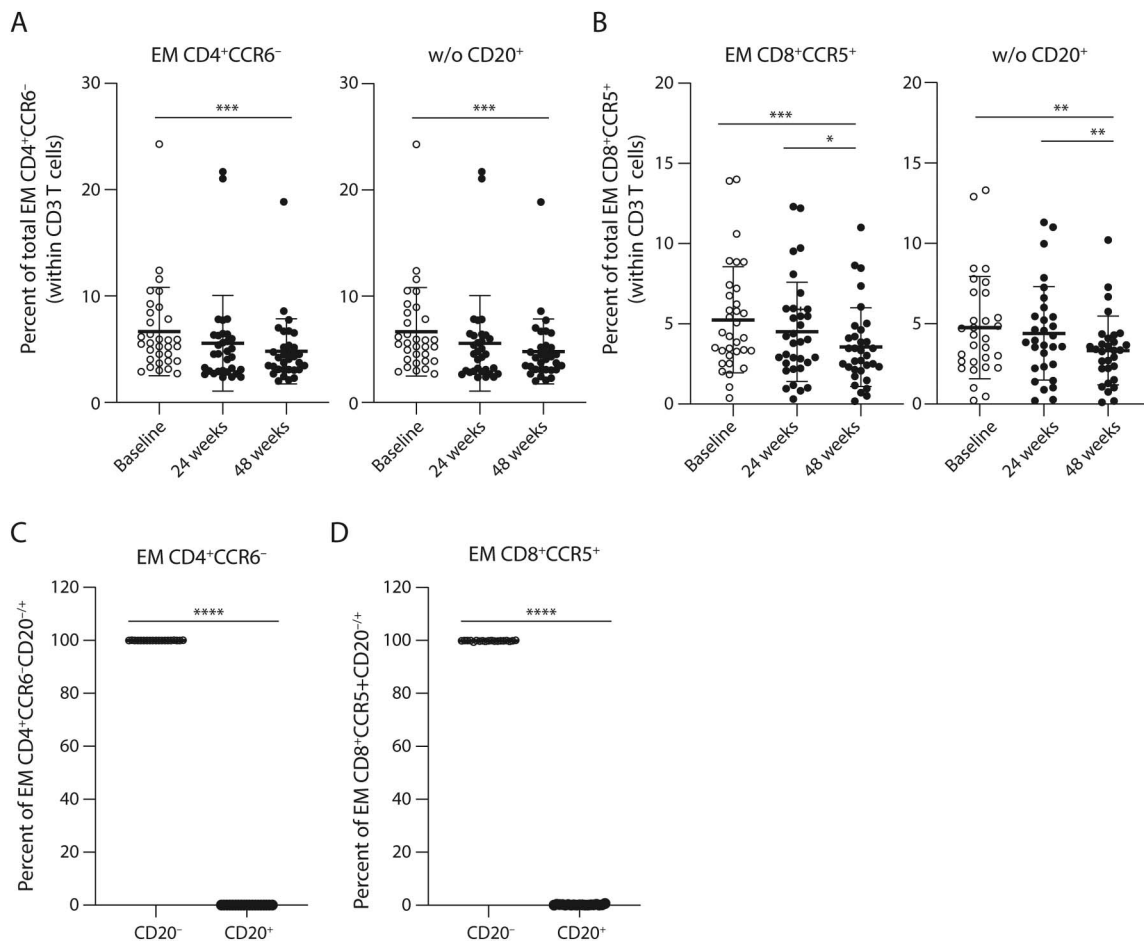 A
EM CD4⁺CCR6⁻
w/o CD20⁺
Percent of total EM CD4⁺CCR6⁻
(within CD3 T cells)
30
20
10
0
***
Baseline
24 weeks
48 weeks
30
20
10
0
***
Baseline
24 weeks
48 weeks
B
EM CD8⁺CCR5⁺
w/o CD20⁺
Percent of total EM CD8⁺CCR5⁺
(within CD3 T cells)
20
15
10
5
0
***
*
Baseline
24 weeks
48 weeks
20
15
10
5
0
**
**
Baseline
24 weeks
48 weeks
C
EM CD4⁺CCR6⁻
Percent of EM CD4⁺CCR6⁻CD20⁻/⁺
120
100
80
60
40
20
0
****
CD20⁻
CD20⁺
D
EM CD8⁺CCR5⁺
Percent of EM CD8⁺CCR5+CD20⁻/⁺
120
100
80
60
40
20
0
****
CD20⁻
CD20⁺